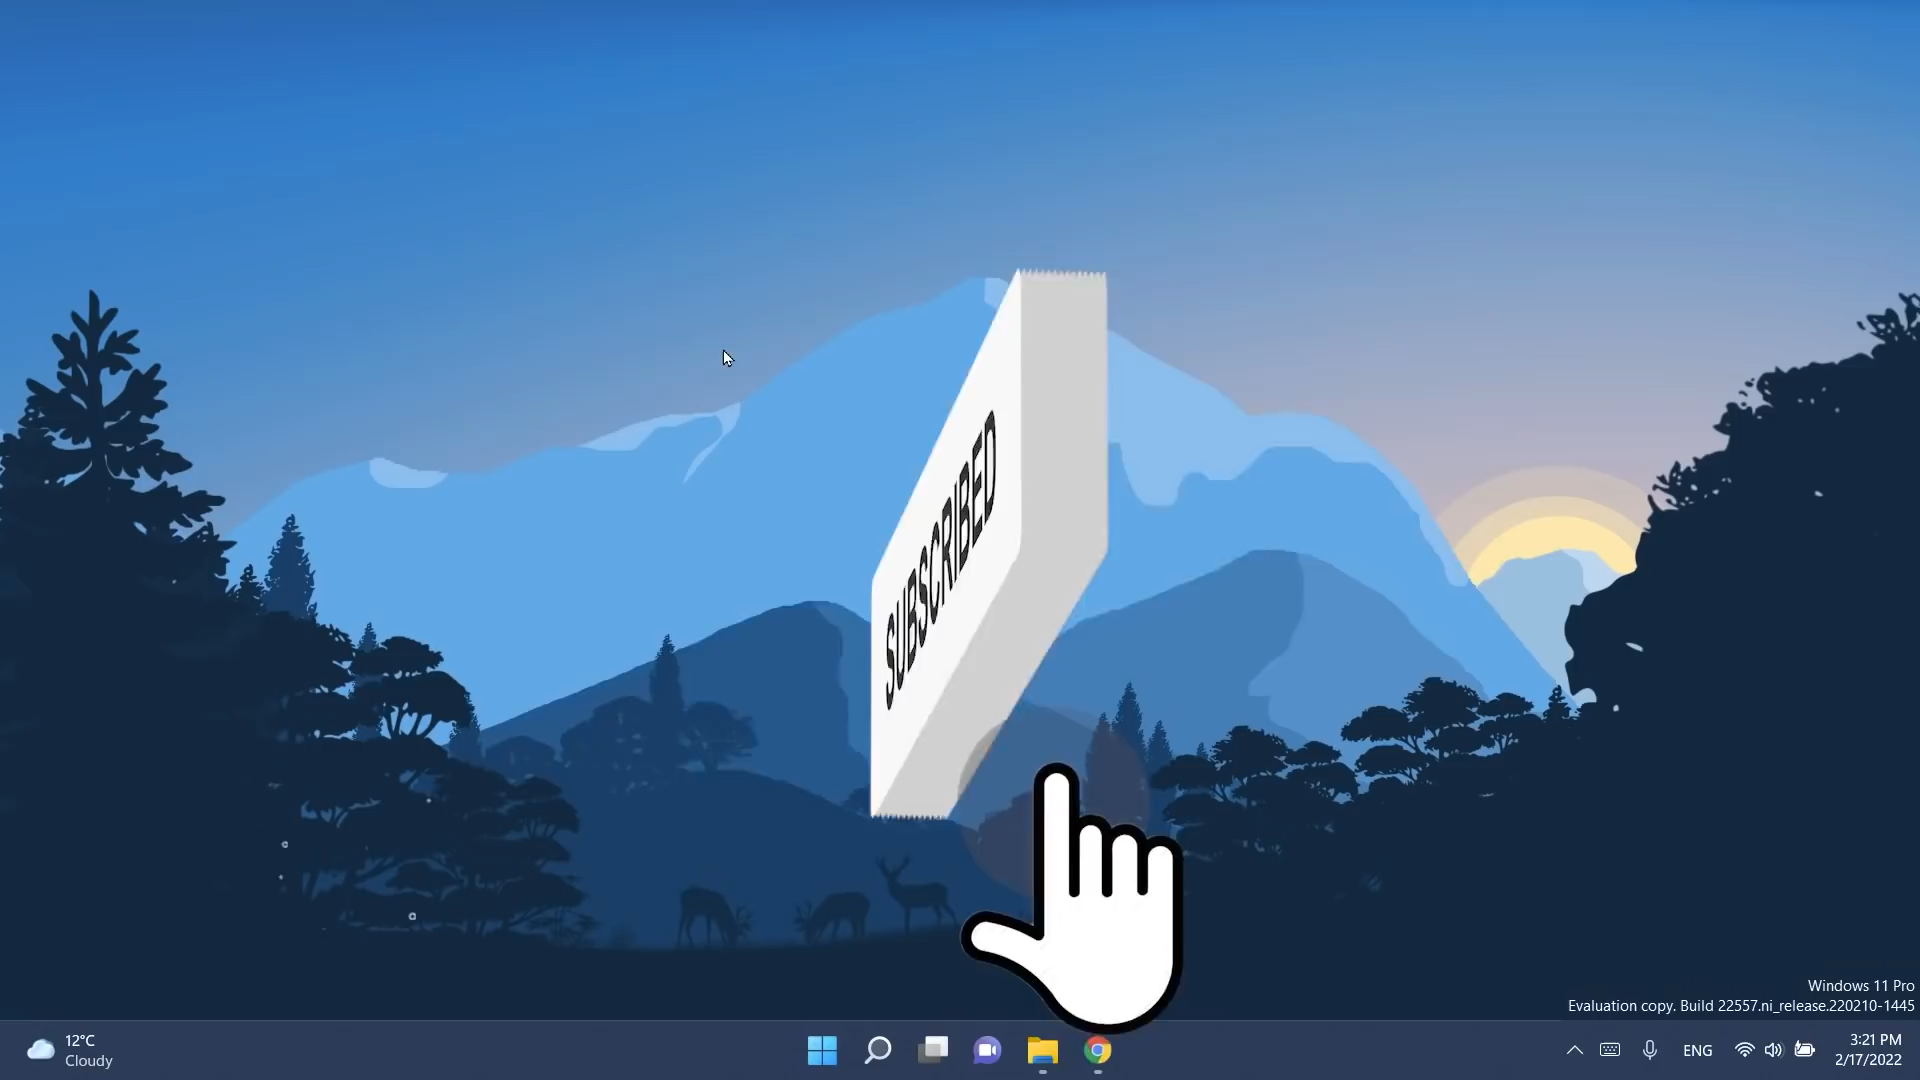 SUBSCRIBED
Windows 11 Pro
Evaluation copy. Build 22557.ni_release.220210-1445
12°C
Cloudy
ENG
3:21 PM
2/17/2022